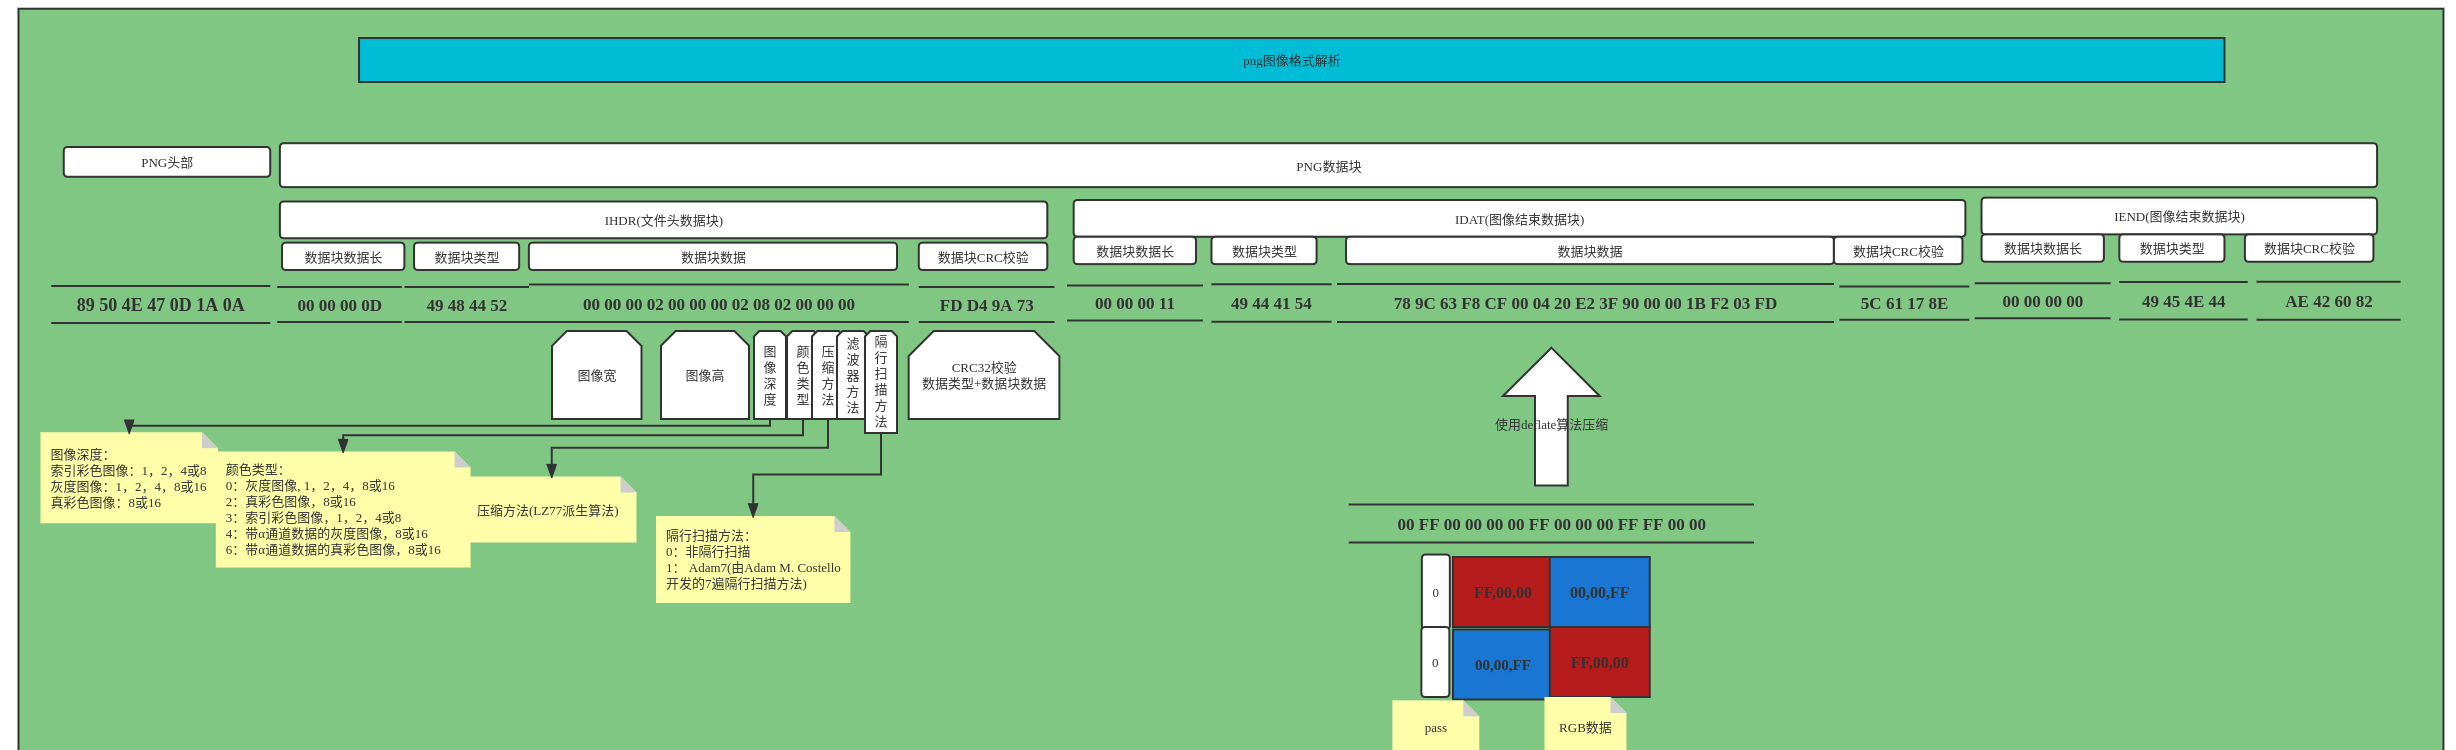 png图像格式解析
PNG头部
PNG数据块
IHDR(文件头数据块)
IDAT(图像结束数据块)
IEND(图像结束数据块)
数据块数据长
数据块类型
数据块数据
数据块CRC校验
数据块数据长
数据块类型
数据块数据
数据块CRC校验
数据块数据长
数据块类型
数据块CRC校验
89 50 4E 47 0D 1A 0A
00 00 00 0D
49 48 44 52
00 00 00 02 00 00 00 02 08 02 00 00 00
FD D4 9A 73
00 00 00 11
49 44 41 54
78 9C 63 F8 CF 00 04 20 E2 3F 90 00 00 1B F2 03 FD
5C 61 17 8E
00 00 00 00
49 45 4E 44
AE 42 60 82
图像宽
图像高
图像深度
颜色类型
压缩方法
滤波器方法
隔行扫描方法
CRC32校验
数据类型+数据块数据
使用deflate算法压缩
图像深度：
索引彩色图像：1，2，4或8
灰度图像：1，2，4，8或16
真彩色图像：8或16
颜色类型：
0：灰度图像, 1，2，4，8或16
2：真彩色图像，8或16
3：索引彩色图像，1，2，4或8
4：带α通道数据的灰度图像，8或16
6：带α通道数据的真彩色图像，8或16
压缩方法(LZ77派生算法)
隔行扫描方法：
0：非隔行扫描
1： Adam7(由Adam M. Costello
开发的7遍隔行扫描方法)
00 FF 00 00 00 00 FF 00 00 00 FF FF 00 00
0
FF,00,00
00,00,FF
0
00,00,FF
FF,00,00
pass
RGB数据